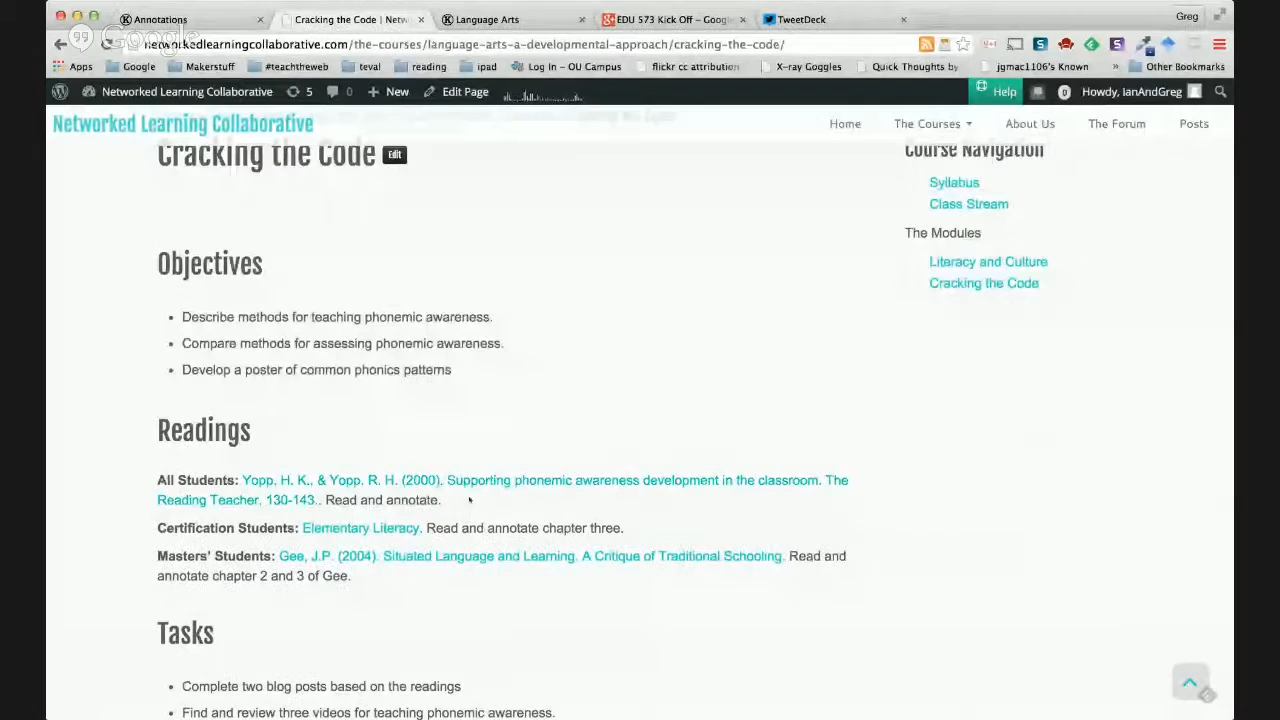 Annotations Cracking the Code | Netw Language Arts EDU 573 Kick Off – Google TweetDeck Greg
Google
networkedlearningcollaborative.com/the-courses/language-arts-a-developmental-approach/cracking-the-code/
Apps Google Makerstuff #teachtheweb teval reading ipad Log In – OU Campus flickr cc attribution X-ray Goggles Quick Thoughts by jgmac1106's Known » Other Bookmarks
Networked Learning Collaborative 5 0 New Edit Page Help 0 Howdy, IanAndGreg
Networked Learning Collaborative Home The Courses About Us The Forum Posts
Cracking the Code Edit
Course Navigation
Syllabus
Class Stream
The Modules
Literacy and Culture
Cracking the Code
Objectives
• Describe methods for teaching phonemic awareness.
• Compare methods for assessing phonemic awareness.
• Develop a poster of common phonics patterns
Readings
All Students: Yopp, H. K., & Yopp, R. H. (2000). Supporting phonemic awareness development in the classroom. The
Reading Teacher, 130-143.. Read and annotate.
Certification Students: Elementary Literacy. Read and annotate chapter three.
Masters' Students: Gee, J.P. (2004). Situated Language and Learning. A Critique of Traditional Schooling. Read and
annotate chapter 2 and 3 of Gee.
Tasks
• Complete two blog posts based on the readings
• Find and review three videos for teaching phonemic awareness.